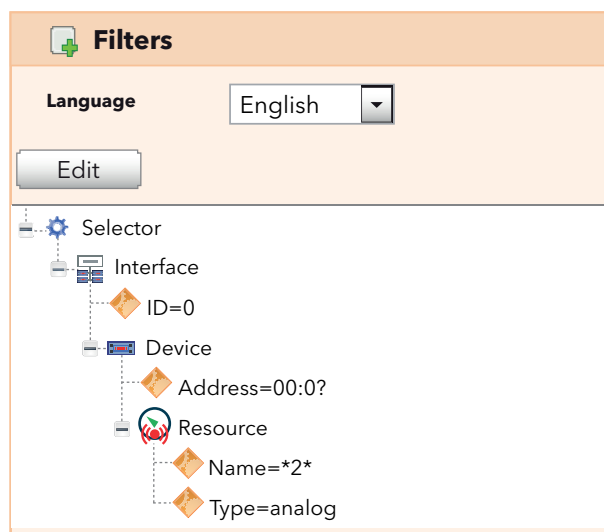 Filters
Language
English
Edit
Selector
Interface
ID=0
Device
Address=00:0?
Resource
Name=*2*
Type=analog